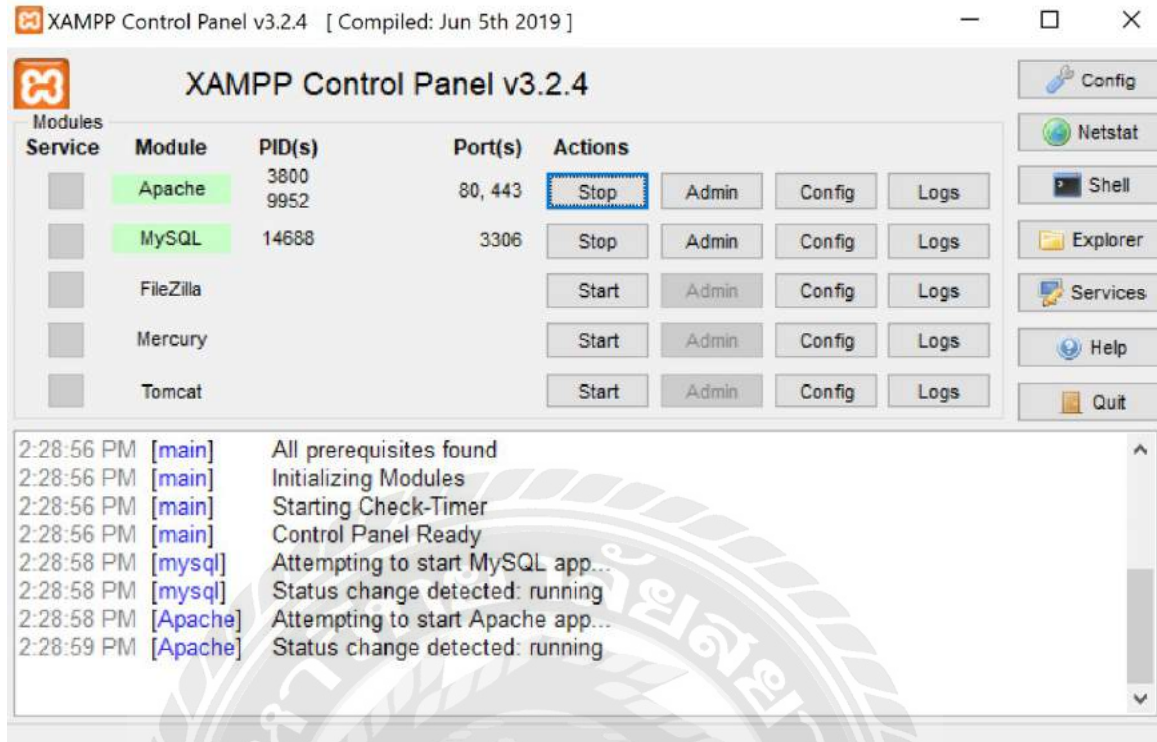 XAMPP Control Panel v3.2.4 [ Compiled: Jun 5th 2019 ]
XAMPP Control Panel v3.2.4
Config
Modules
Service Module PID(s) Port(s) Actions
Netstat
Apache 3800 9952 80, 443 Stop Admin Config Logs
Shell
MySQL 14688 3306 Stop Admin Config Logs
Explorer
FileZilla Start Admin Config Logs
Services
Mercury Start Admin Config Logs
Help
Tomcat Start Admin Config Logs
Quit
2:28:56 PM [main] All prerequisites found
2:28:56 PM [main] Initializing Modules
2:28:56 PM [main] Starting Check-Timer
2:28:56 PM [main] Control Panel Ready
2:28:58 PM [mysql] Attempting to start MySQL app...
2:28:58 PM [mysql] Status change detected: running
2:28:58 PM [Apache] Attempting to start Apache app...
2:28:59 PM [Apache] Status change detected: running